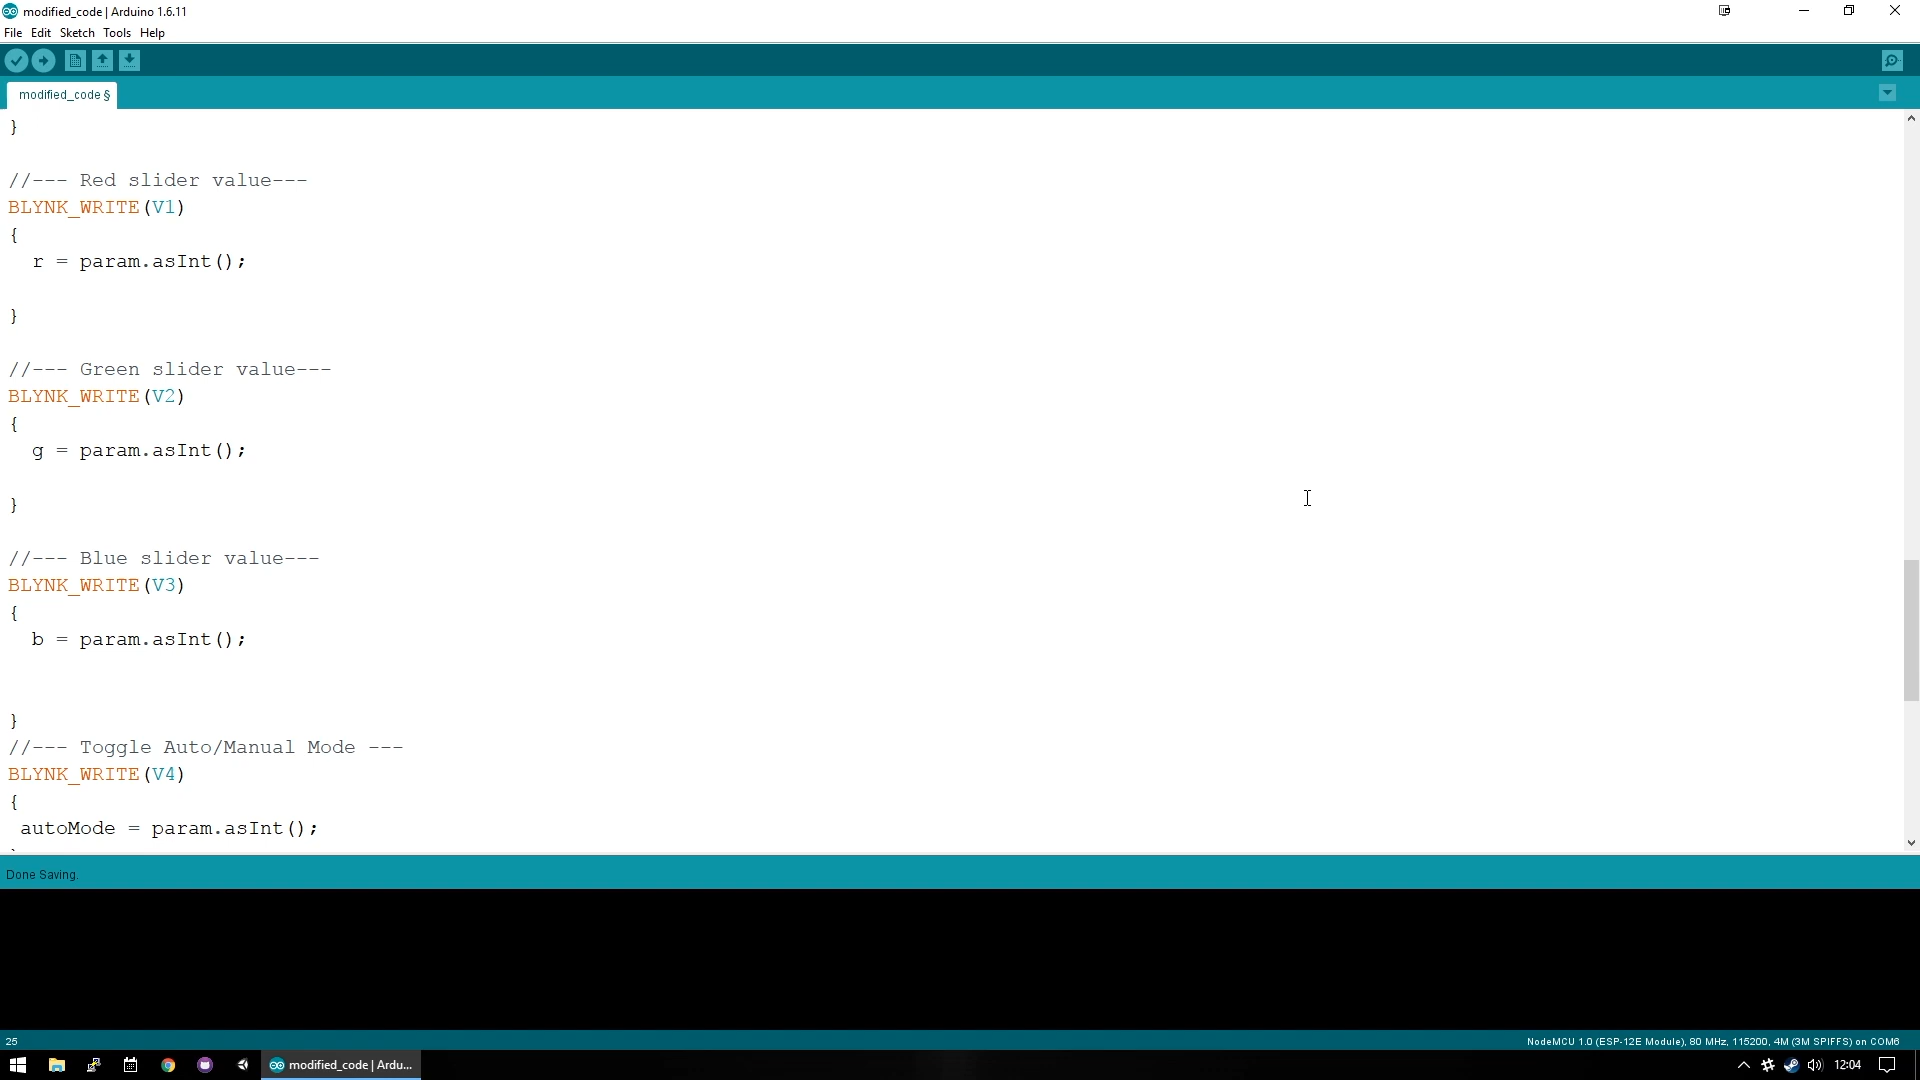 modified_code | Arduino 1.6.11
File Edit Sketch Tools Help
modified_code §
}
//--- Red slider value---
BLYNK_WRITE(V1)
{
r = param.asInt();
}
//--- Green slider value---
BLYNK_WRITE(V2)
{
g = param.asInt();
}
//--- Blue slider value---
BLYNK_WRITE(V3)
{
b = param.asInt();
}
//--- Toggle Auto/Manual Mode ---
BLYNK_WRITE(V4)
{
autoMode = param.asInt();
Done Saving.
25
NodeMCU 1.0 (ESP-12E Module), 80 MHz, 115200, 4M (3M SPIFFS) on COM6
modified_code | Ardu...
12:04